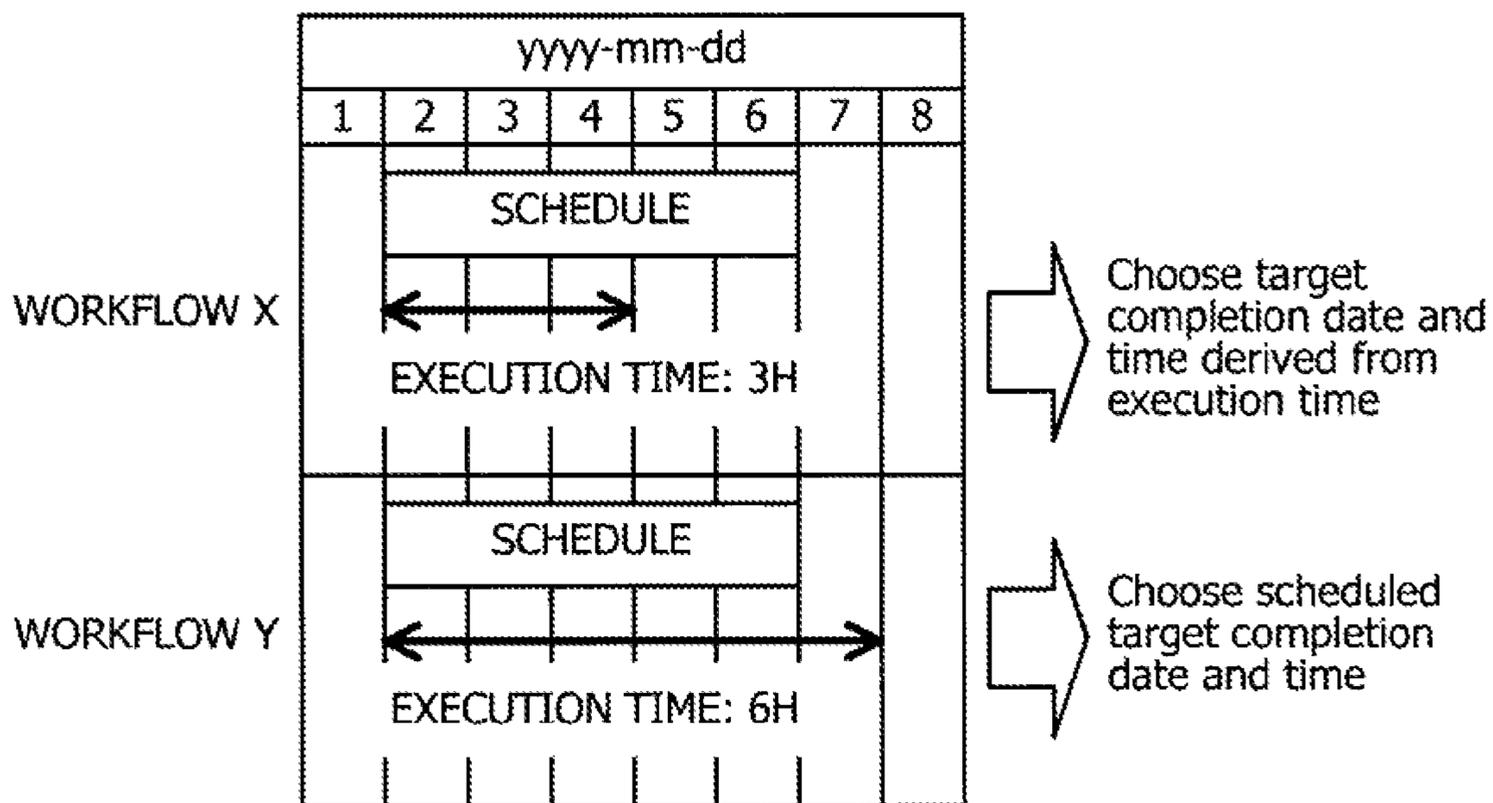 yyyy-mm-dd
1 2 3 4 5 6 7 8
SCHEDULE
WORKFLOW X
EXECUTION TIME: 3H
Choose target
completion date and
time derived from
execution time
SCHEDULE
WORKFLOW Y
EXECUTION TIME: 6H
Choose scheduled
target completion
date and time